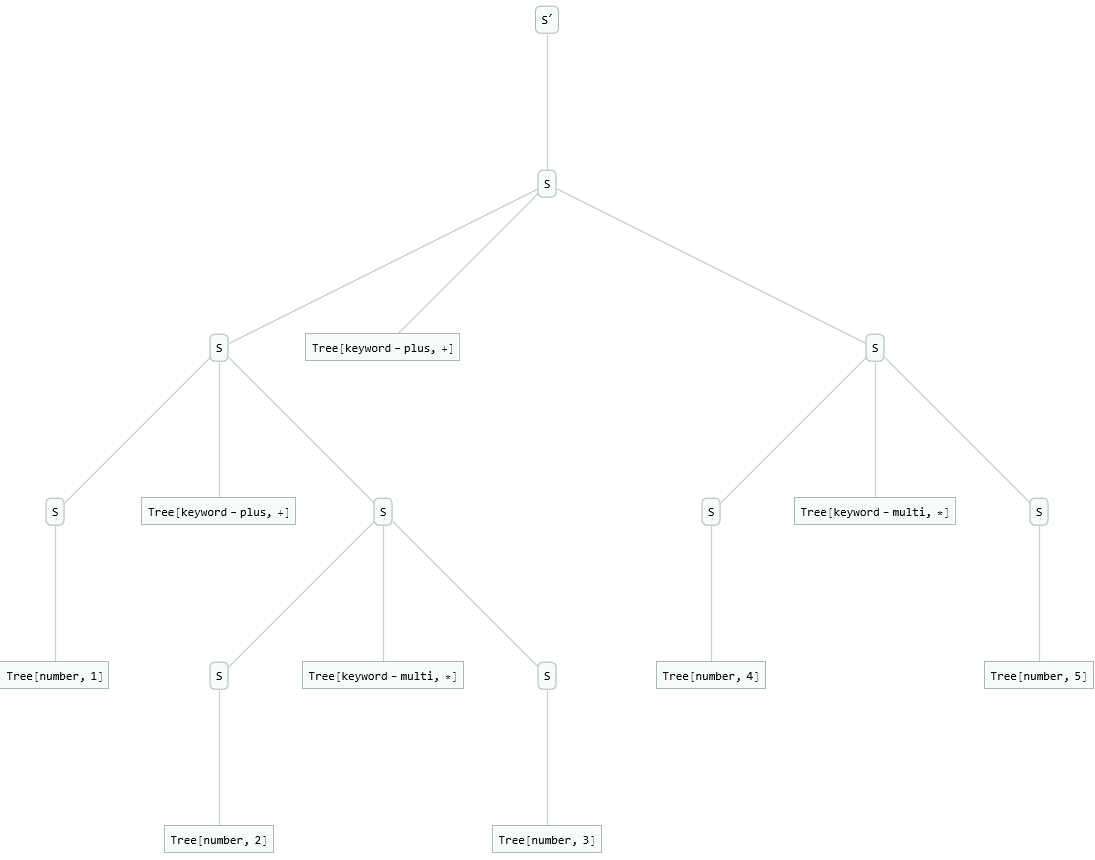 S′
S
S
Tree[keyword-plus, +]
S
S
Tree[keyword-plus, +]
S
S
Tree[keyword-multi, *]
S
Tree[number, 1]
S
Tree[keyword-multi, *]
S
Tree[number, 4]
Tree[number, 5]
Tree[number, 2]
Tree[number, 3]